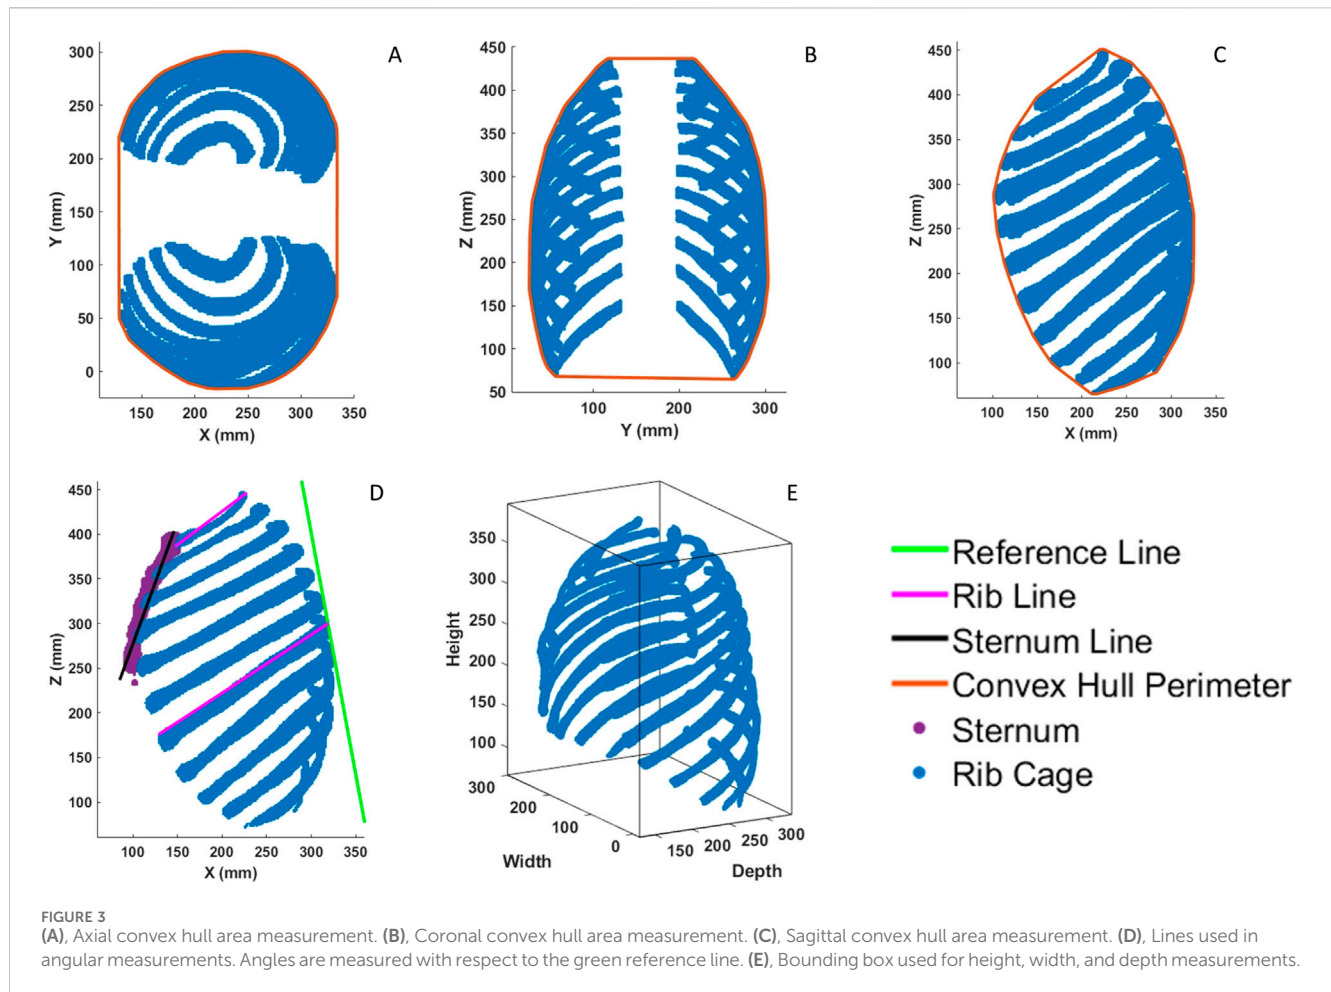 A
Y (mm)
300
250
200
150
100
50
0
150
200
250
300
350
X (mm)
B
Z (mm)
450
400
350
300
250
200
150
100
50
100
200
300
Y (mm)
C
Z (mm)
450
400
350
300
250
200
150
100
100
150
200
250
300
350
X (mm)
D
Z (mm)
450
400
350
300
250
200
150
100
100
150
200
250
300
350
X (mm)
E
Height
350
300
250
200
150
100
300
200
100
0
Width
150
200
250
300
Depth
Reference Line
Rib Line
Sternum Line
Convex Hull Perimeter
Sternum
Rib Cage
FIGURE 3
(A), Axial convex hull area measurement. (B), Coronal convex hull area measurement. (C), Sagittal convex hull area measurement. (D), Lines used in
angular measurements. Angles are measured with respect to the green reference line. (E), Bounding box used for height, width, and depth measurements.